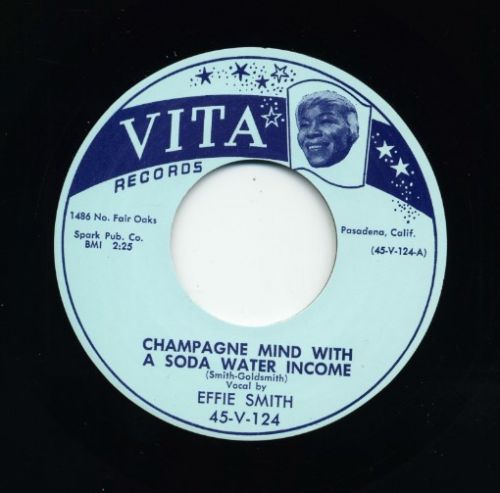 VITA
RECORDS
1486 No. Fair Oaks
Spark Pub. Co.
BMI 2:25
Pasadena, Calif.
(45-V-124-A)
CHAMPAGNE MIND WITH
A SODA WATER INCOME
(Smith-Goldsmith)
Vocal by
EFFIE SMITH
45-V-124